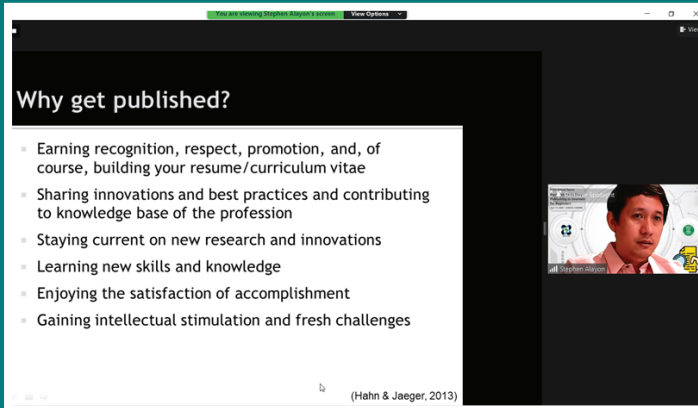 You are viewing Stephen Alayon's screen
View Options
View
Why get published?
Earning recognition, respect, promotion, and, of
course, building your resume/curriculum vitae
Sharing innovations and best practices and contributing
to knowledge base of the profession
Staying current on new research and innovations
Learning new skills and knowledge
Enjoying the satisfaction of accomplishment
Gaining intellectual stimulation and fresh challenges
(Hahn & Jaeger, 2013)
Stephen Alayon